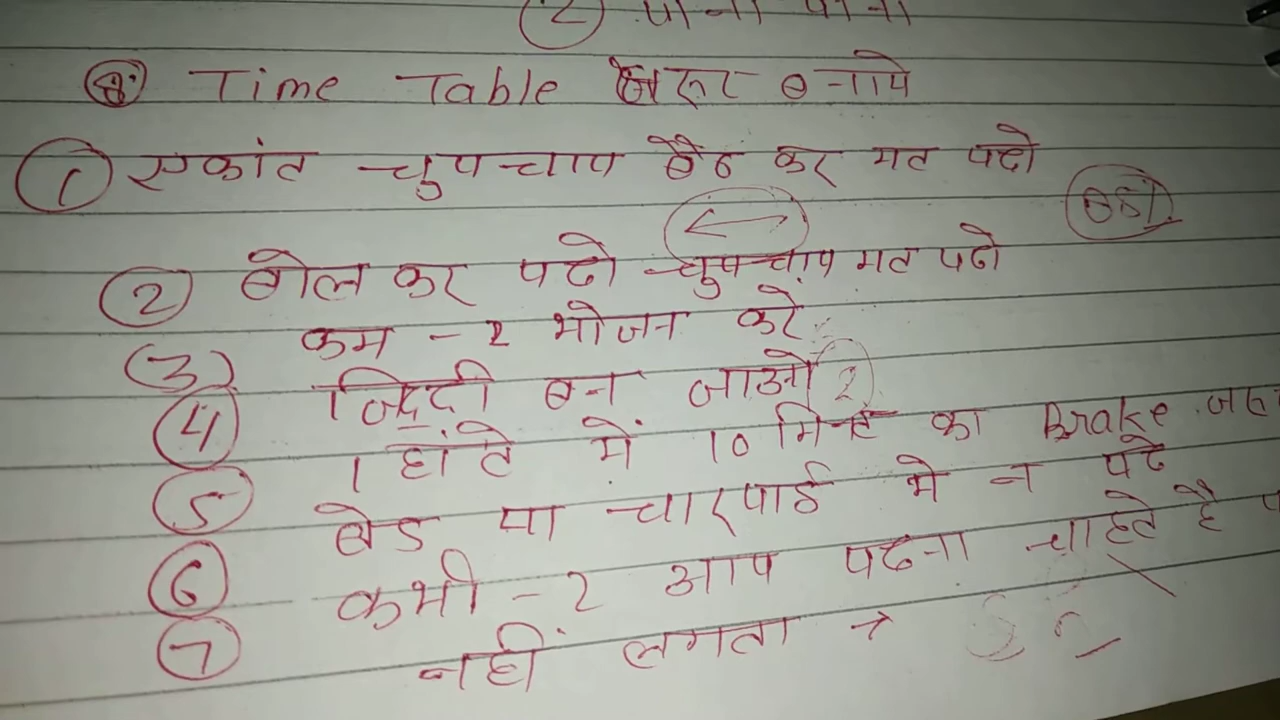 ② पानी पीना
Time Table जरूर बनाये
① एकांत चुपचाप बैठ कर मत पढो
② बोल कर पढो चुपचाप मत पढो
③ कम - 2 भोजन करें
④ जिद्दी बन जाओ
⑤ 1 घांटे में 10 मिनट का Brake
⑥ बेड या चारपाई मे न पढे
⑦ कभी - 2 आप पढना चाहते है
नहीं लगता →